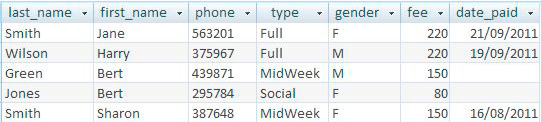 last_name first_name phone type gender fee date_paid
Smith Jane 563201 Full F 220 21/09/2011
Wilson Harry 375967 Full M 220 19/09/2011
Green Bert 439871 MidWeek M 150
Jones Bert 295784 Social F 80
Smith Sharon 387648 MidWeek F 150 16/08/2011